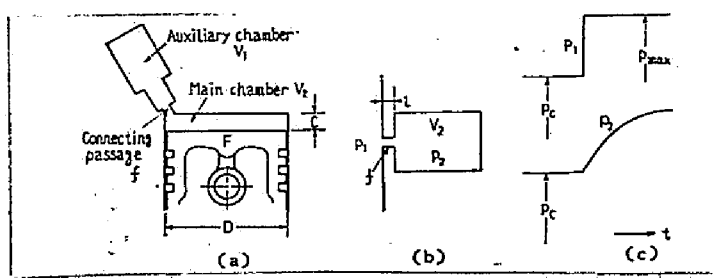 Auxiliary chamber
V₁
Main chamber V₂
C
Connecting
passage
f
F
D
(a)
l
V₂
P₁
P₂
f
(b)
P₁
Pmax
Pc
P₂
Pc
t
(c)